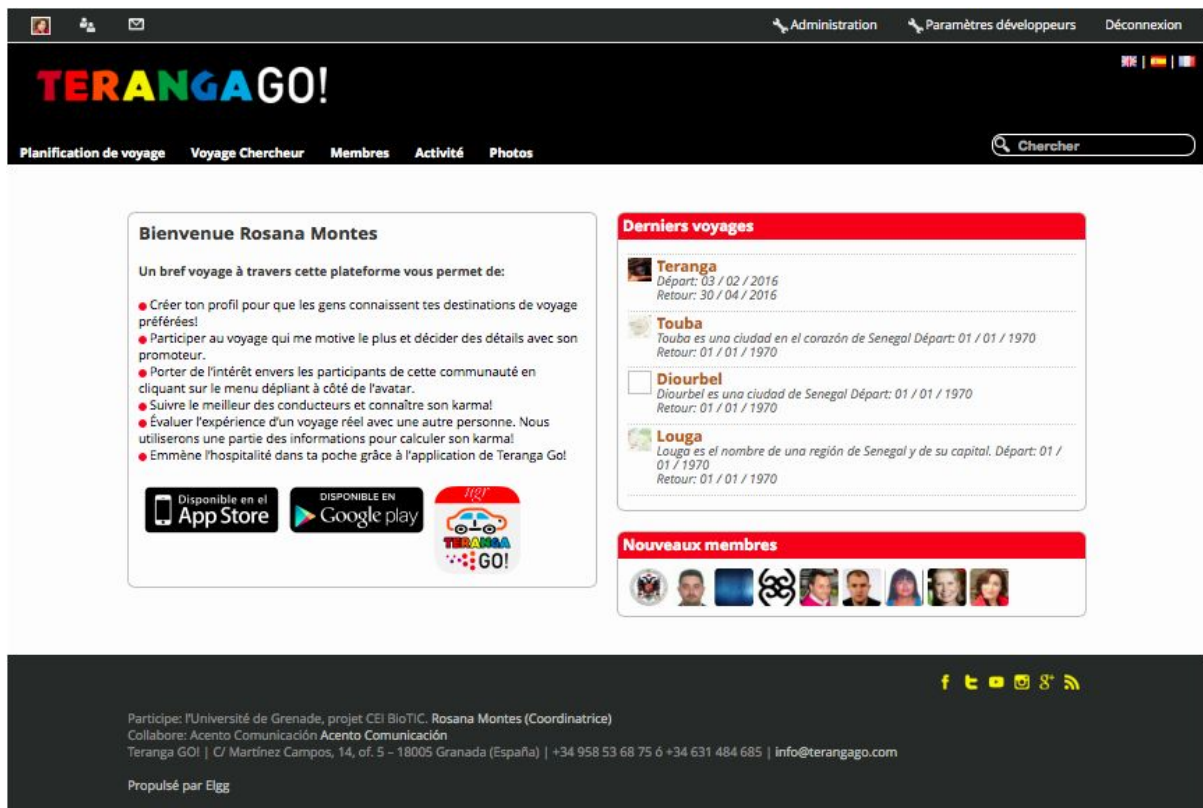 Administration
Paramètres développeurs
Déconnexion
TERANGA GO!
|
|
Planification de voyage
Voyage Chercheur
Membres
Activité
Photos
Chercher
Bienvenue Rosana Montes
Un bref voyage à travers cette plateforme vous permet de:
Créer ton profil pour que les gens connaissent tes destinations de voyage
préférées!
Participer au voyage qui me motive le plus et décider des détails avec son
promoteur.
Porter de l'intérêt envers les participants de cette communauté en
cliquant sur le menu dépliant à côté de l'avatar.
Suivre le meilleur des conducteurs et connaître son karma!
Évaluer l'expérience d'un voyage réel avec une autre personne. Nous
utiliserons une partie des informations pour calculer son karma!
Emmène l'hospitalité dans ta poche grâce à l'application de Teranga Go!
Disponible en el
App Store
DISPONIBLE EN
Google play
ugr
TERANGA
GO!
Derniers voyages
Teranga
Départ: 03 / 02 / 2016
Retour: 30 / 04 / 2016
Touba
Touba es una ciudad en el corazón de Senegal Départ: 01 / 01 / 1970
Retour: 01 / 01 / 1970
Diourbel
Diourbel es una ciudad de Senegal Départ: 01 / 01 / 1970
Retour: 01 / 01 / 1970
Louga
Louga es el nombre de una región de Senegal y de su capital. Départ: 01 /
01 / 1970
Retour: 01 / 01 / 1970
Nouveaux membres
Participe: l'Université de Grenade, projet CEI BioTIC. Rosana Montes (Coordinatrice)
Collabore: Acento Comunicación Acento Comunicación
Teranga GO! | C/ Martínez Campos, 14, of. 5 – 18005 Granada (España) | +34 958 53 68 75 ó +34 631 484 685 | info@terangago.com
Propulsé par Elgg